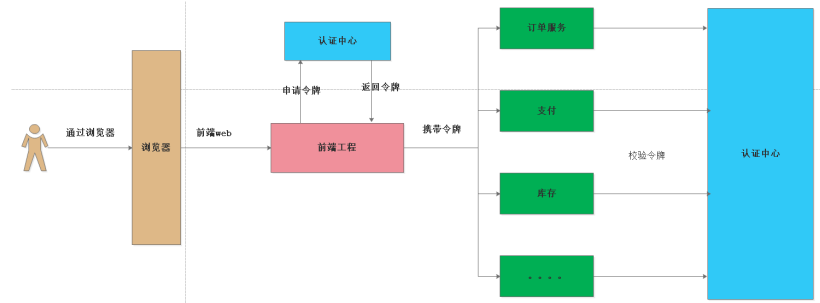 认证中心
申请令牌
返回令牌
通过浏览器
浏览器
前端web
前端工程
携带令牌
订单服务
支付
库存
。。。。
校验令牌
认证中心